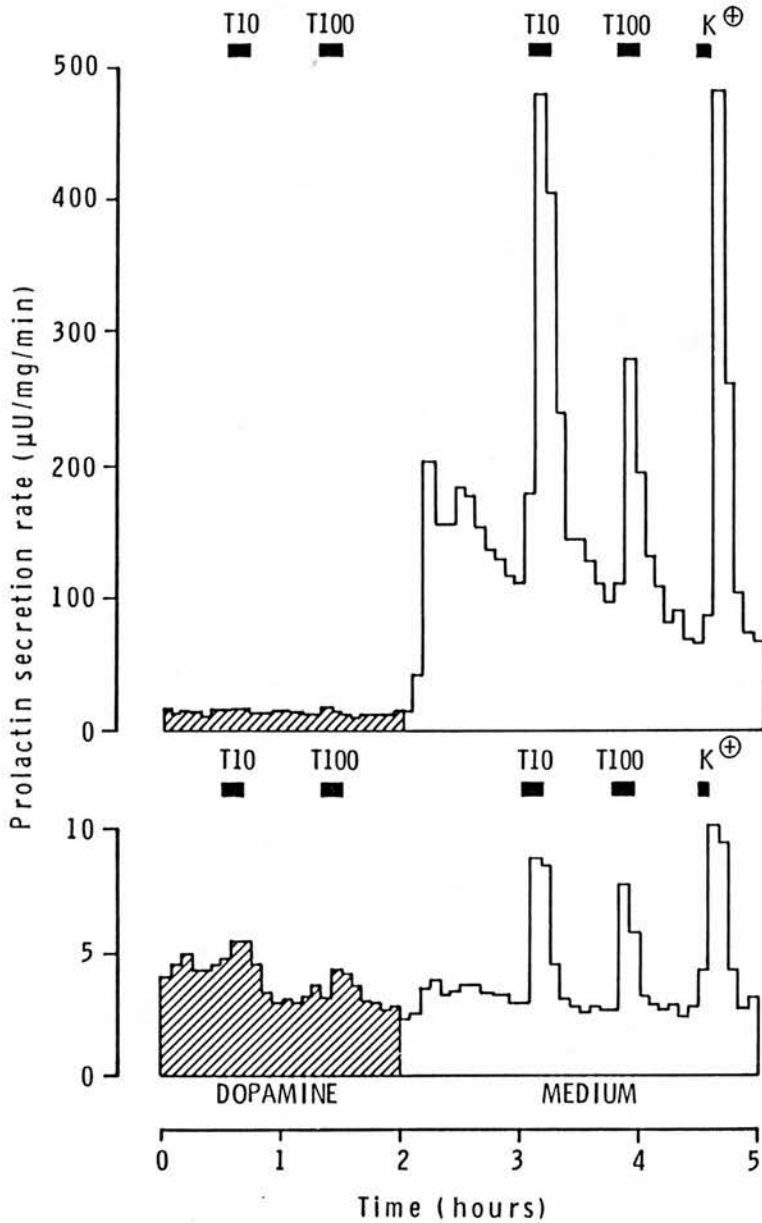 T10 T100 T10 T100 K⊕
500
400
300
200
100
0
Prolactin secretion rate (µU/mg/min)
T10 T100 T10 T100 K⊕
10
5
0
DOPAMINE MEDIUM
0 1 2 3 4 5
Time (hours)